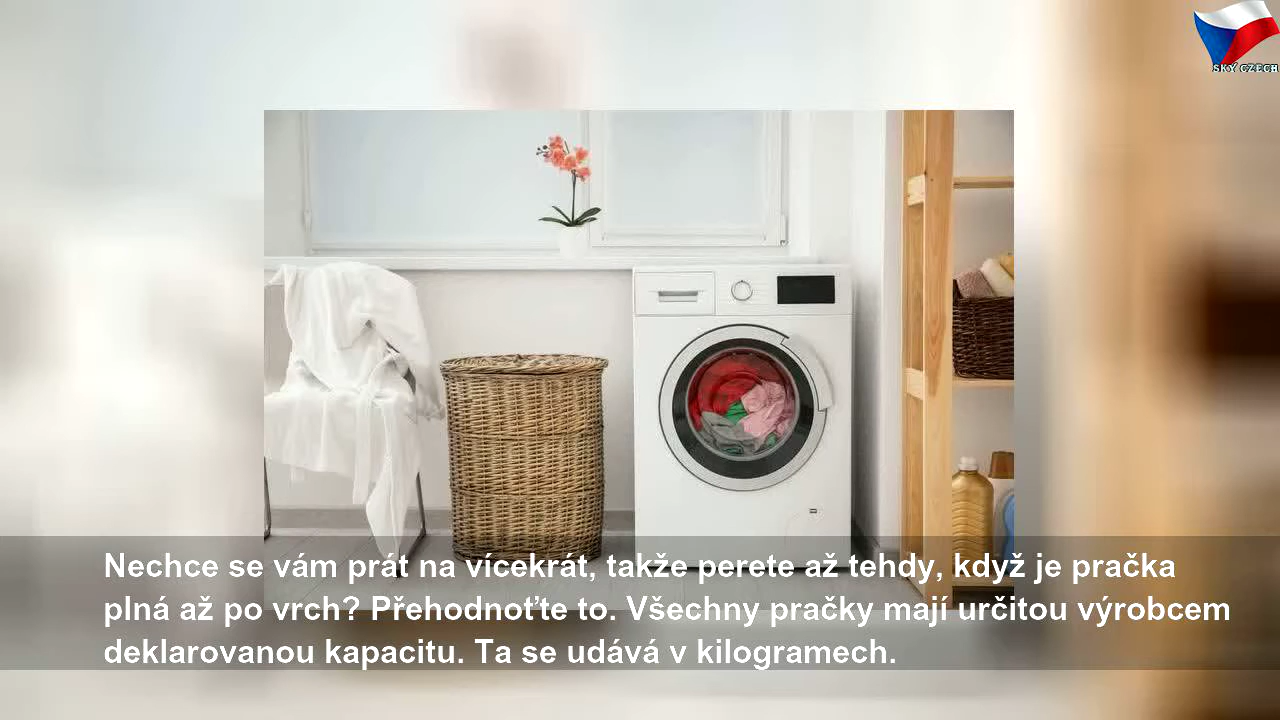 SKY CZECH
Nechce se vám prát na vícekrát, takže perete až tehdy, když je pračka
plná až po vrch? Přehodnoťte to. Všechny pračky mají určitou výrobcem
deklarovanou kapacitu. Ta se udává v kilogramech.